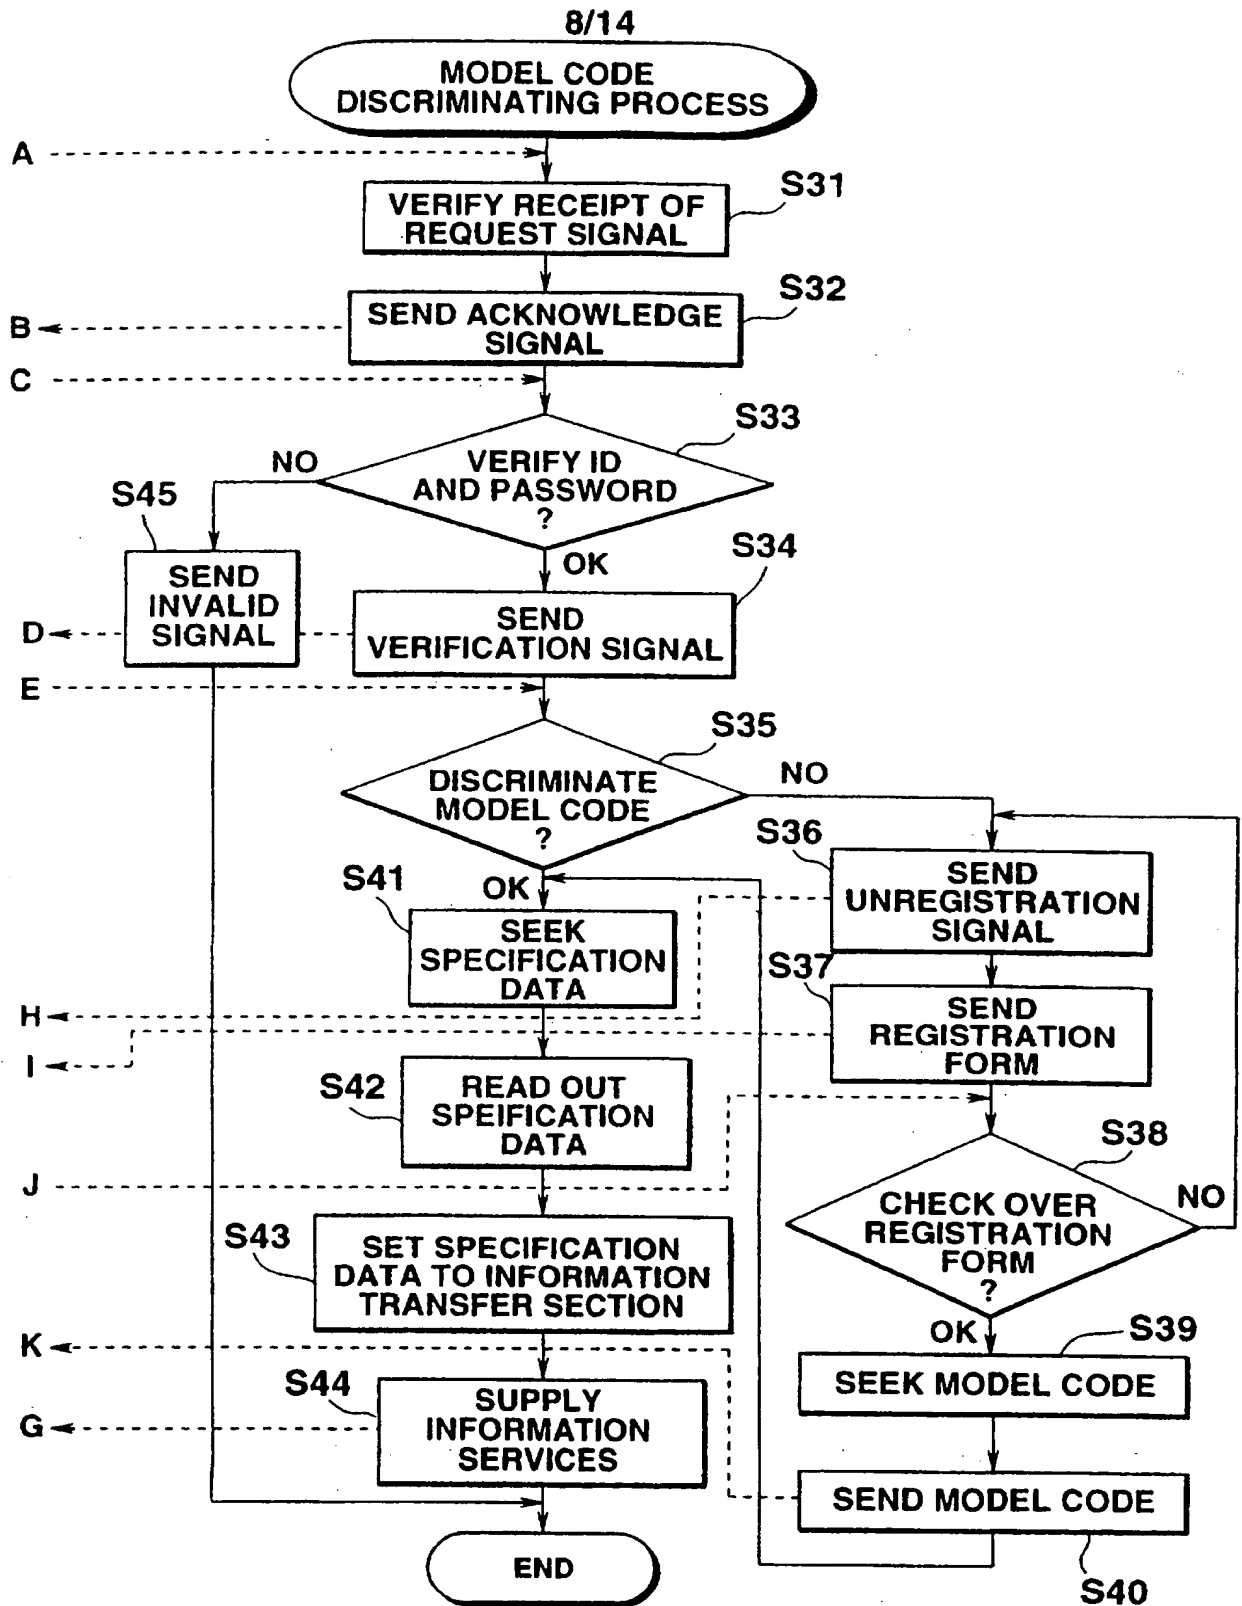 8/14
MODEL CODE
DISCRIMINATING PROCESS
A
S31
VERIFY RECEIPT OF
REQUEST SIGNAL
S32
SEND ACKNOWLEDGE
SIGNAL
B
C
S33
VERIFY ID
AND PASSWORD
?
NO
S45
SEND
INVALID
SIGNAL
OK
S34
SEND
VERIFICATION SIGNAL
D
E
S35
DISCRIMINATE
MODEL CODE
?
NO
S36
SEND
UNREGISTRATION
SIGNAL
OK
S41
SEEK
SPECIFICATION
DATA
S37
SEND
REGISTRATION
FORM
H
I
S42
READ OUT
SPEIFICATION
DATA
J
S38
CHECK OVER
REGISTRATION
FORM
?
NO
S43
SET SPECIFICATION
DATA TO INFORMATION
TRANSFER SECTION
OK
S39
SEEK MODEL CODE
K
S44
SUPPLY
INFORMATION
SERVICES
G
SEND MODEL CODE
S40
END